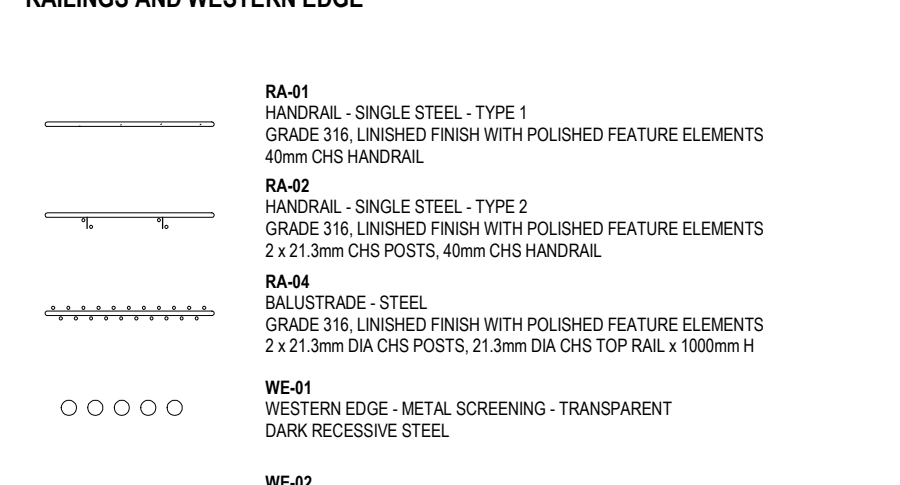 RAILINGS AND WESTERN EDGE
RA-01
HANDRAIL - SINGLE STEEL - TYPE 1
GRADE 316, LINISHED FINISH WITH POLISHED FEATURE ELEMENTS
40mm CHS HANDRAIL
RA-02
HANDRAIL - SINGLE STEEL - TYPE 2
GRADE 316, LINISHED FINISH WITH POLISHED FEATURE ELEMENTS
2 x 21.3mm CHS POSTS, 40mm CHS HANDRAIL
RA-04
BALUSTRADE - STEEL
GRADE 316, LINISHED FINISH WITH POLISHED FEATURE ELEMENTS
2 x 21.3mm DIA CHS POSTS, 21.3mm DIA CHS TOP RAIL x 1000mm H
WE-01
WESTERN EDGE - METAL SCREENING - TRANSPARENT
DARK RECESSIVE STEEL
WE-02